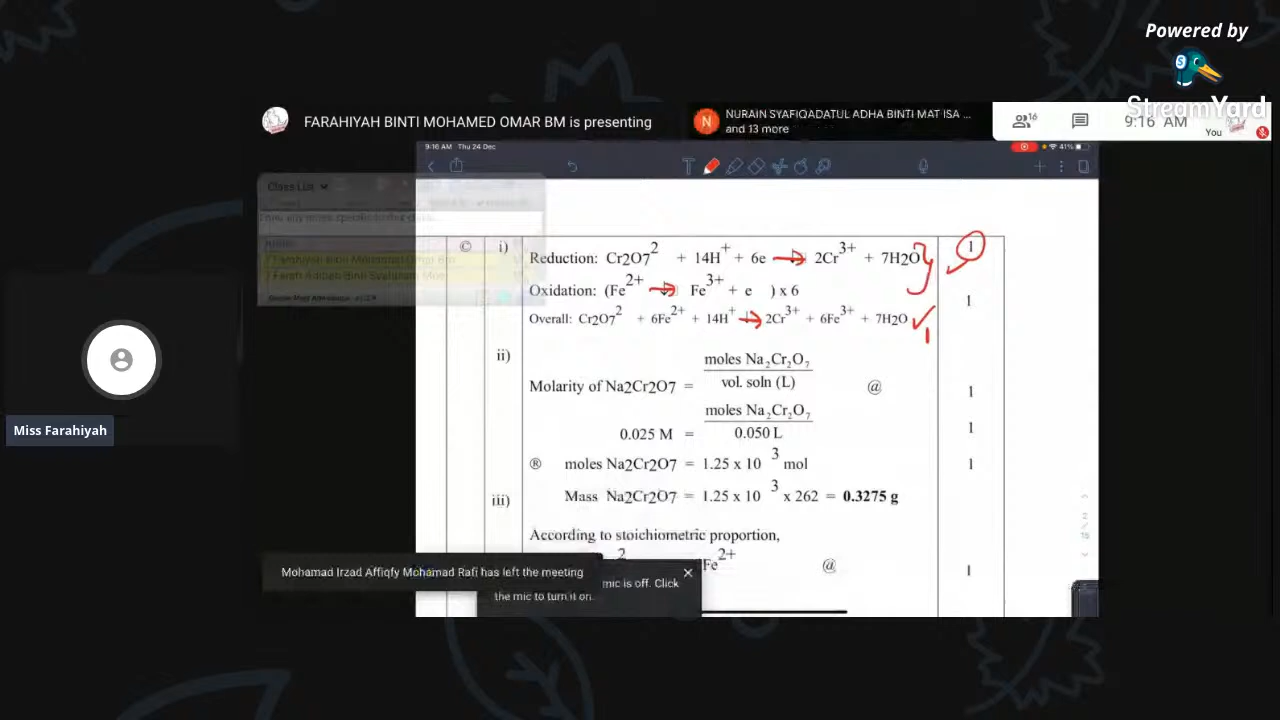 Powered by
StreamYard
FARAHIYAH BINTI MOHAMED OMAR BM is presenting
N
NURAIN SYAFIQADATUL ADHA BINTI MAT ISA ...
and 13 more
16
9:16 AM
You
9:16 AM Thu 24 Dec
41%
Class List
© i) Reduction: Cr2O7² + 14H⁺ + 6e → 2Cr³⁺ + 7H2O 1
Oxidation: (Fe²⁺ → Fe³⁺ + e ) x 6 1
Overall: Cr2O7² + 6Fe²⁺ + 14H⁺ → 2Cr³⁺ + 6Fe³⁺ + 7H2O ✓1
ii)
moles Na₂Cr₂O₇
Molarity of Na2Cr2O7 = vol. soln (L) @ 1
moles Na₂Cr₂O₇
0.025 M = 0.050 L 1
® moles Na2Cr2O7 = 1.25 x 10 ³ mol 1
iii) Mass Na2Cr2O7 = 1.25 x 10 ³ x 262 = 0.3275 g
According to stoichiometric proportion,
2 Fe²⁺ @ 1
Miss Farahiyah
Mohamad Irzad Affiqfy Mohamad Rafi has left the meeting
mic is off. Click
the mic to turn it on.